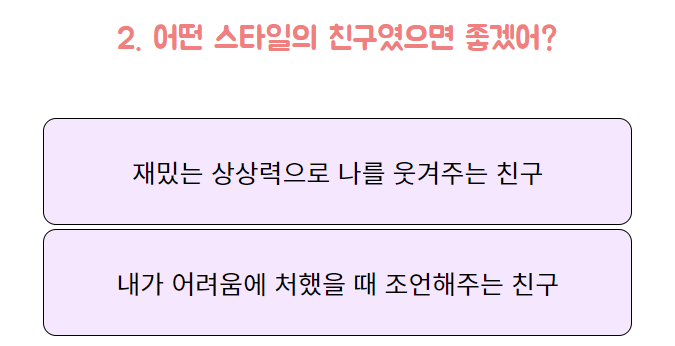 2. 어떤 스타일의 친구였으면 좋겠어?
재밌는 상상력으로 나를 웃겨주는 친구
내가 어려움에 처했을 때 조언해주는 친구